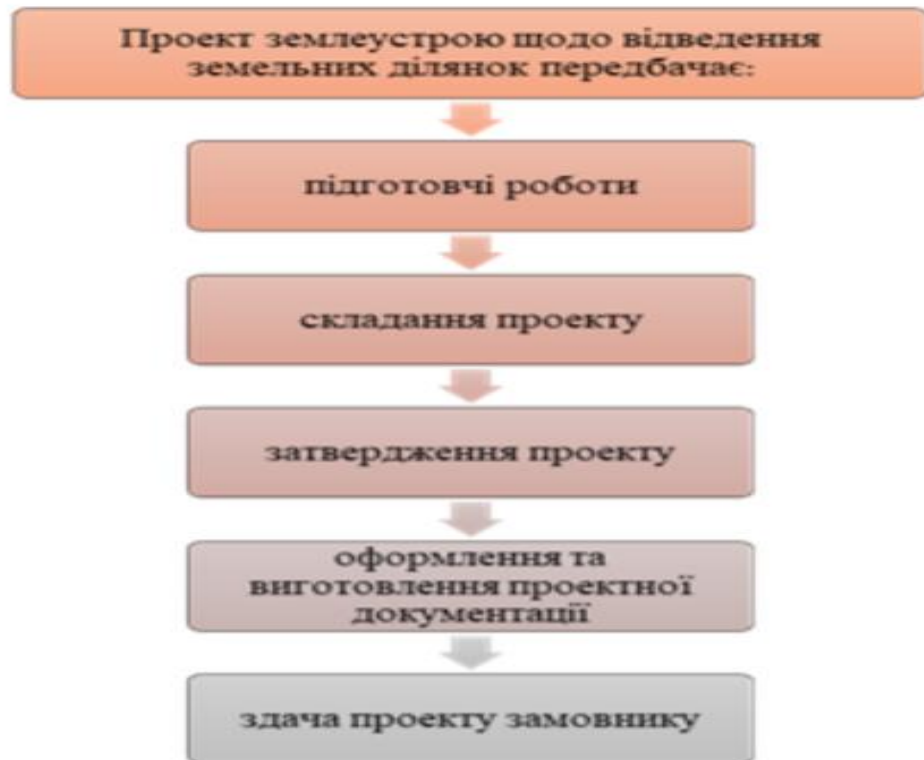 Проект землеустрою щодо відведення
земельних ділянок передбачає:
підготовчі роботи
складання проекту
затвердження проекту
оформлення та
виготовлення проектної
документації
здача проекту замовнику